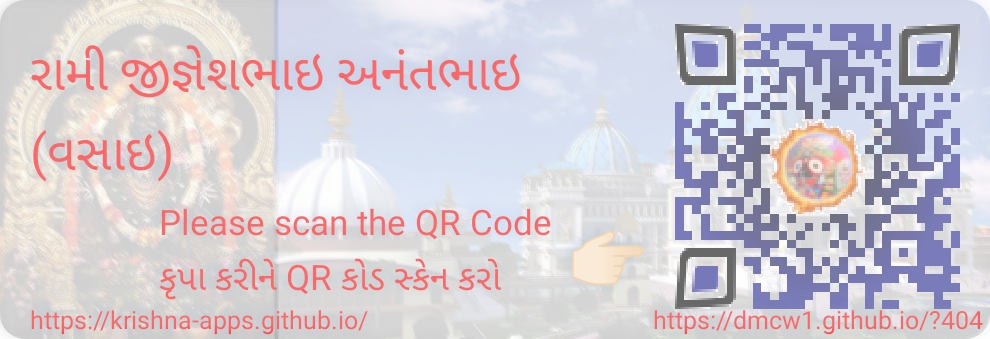 રામી જીજ્ઞેશભાઇ અનંતભાઇ
(વસાઇ)
Please scan the QR Code
કૃપા કરીને QR કોડ સ્કેન કરો
https://krishna-apps.github.io/
https://dmcw1.github.io/?404